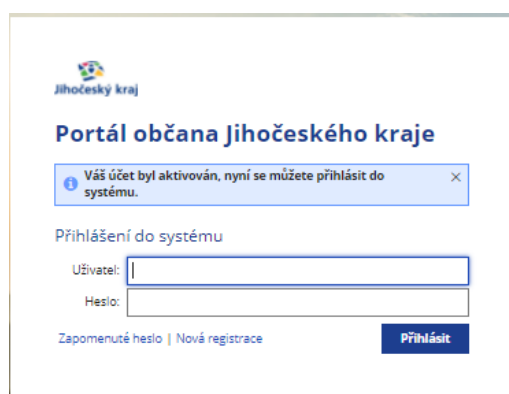 Jihočeský kraj
Portál občana Jihočeského kraje
Váš účet byl aktivován, nyní se můžete přihlásit do
systému.
Přihlášení do systému
Uživatel:
Heslo:
Zapomenuté heslo | Nová registrace
Přihlásit